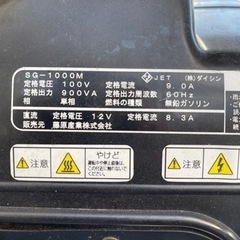 SG-1000M JET (株)ダイシン
定格電圧 100V 定格電流 9.0A
定格出力 900VA 定格周波数 60Hz
相 単相 燃料の種類 無鉛ガソリン
直流 定格電圧 12V 定格電流 8.3A
販売元 藤原産業株式会社
注意 やけど 注意